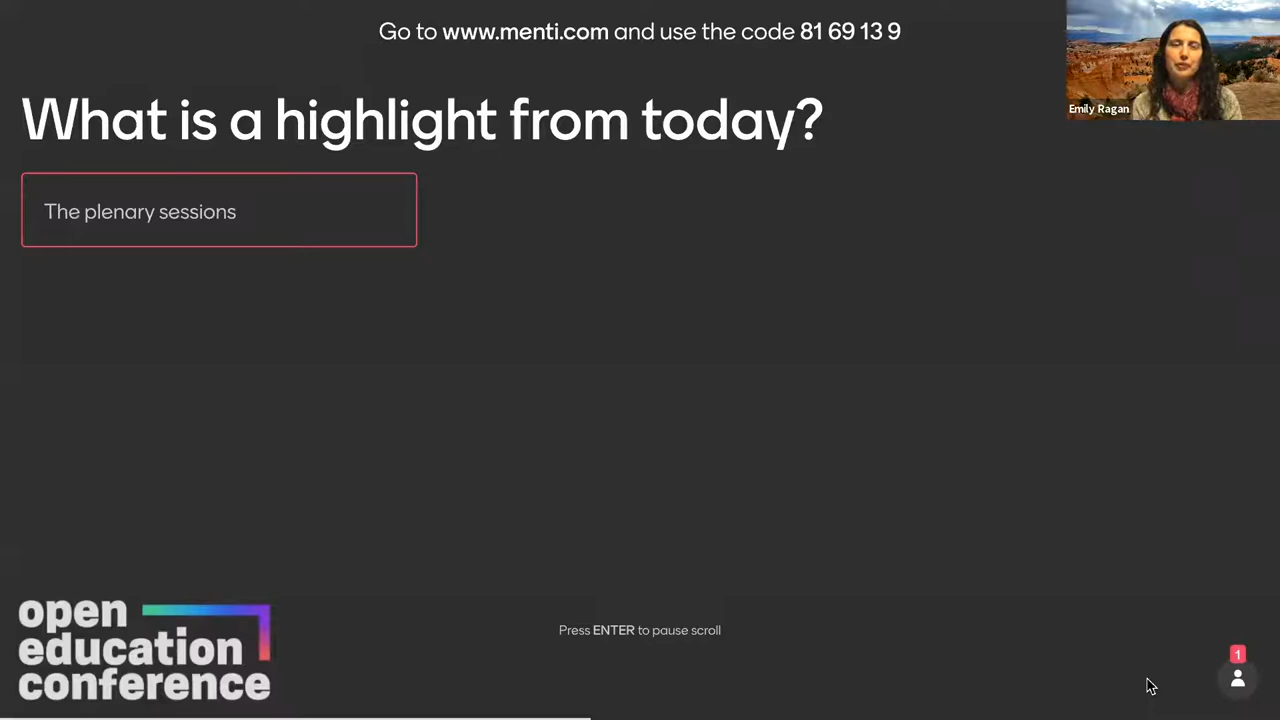 Go to www.menti.com and use the code 81 69 13 9
Emily Ragan
What is a highlight from today?
The plenary sessions
Press ENTER to pause scroll
open
education
conference
1